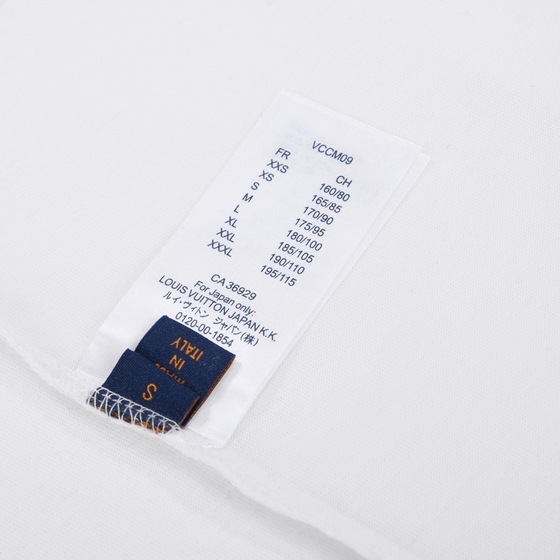 VCCM09
FR CH
XXS 160/80
XS 165/85
S 170/90
M 175/95
L 180/100
XL 185/105
XXL 190/110
XXXL 195/115
CA 36929
For Japan only:
LOUIS VUITTON JAPAN K.K.
ルイ・ヴィトン ジャパン(株)
0120-00-1854
IN
ITALY
S